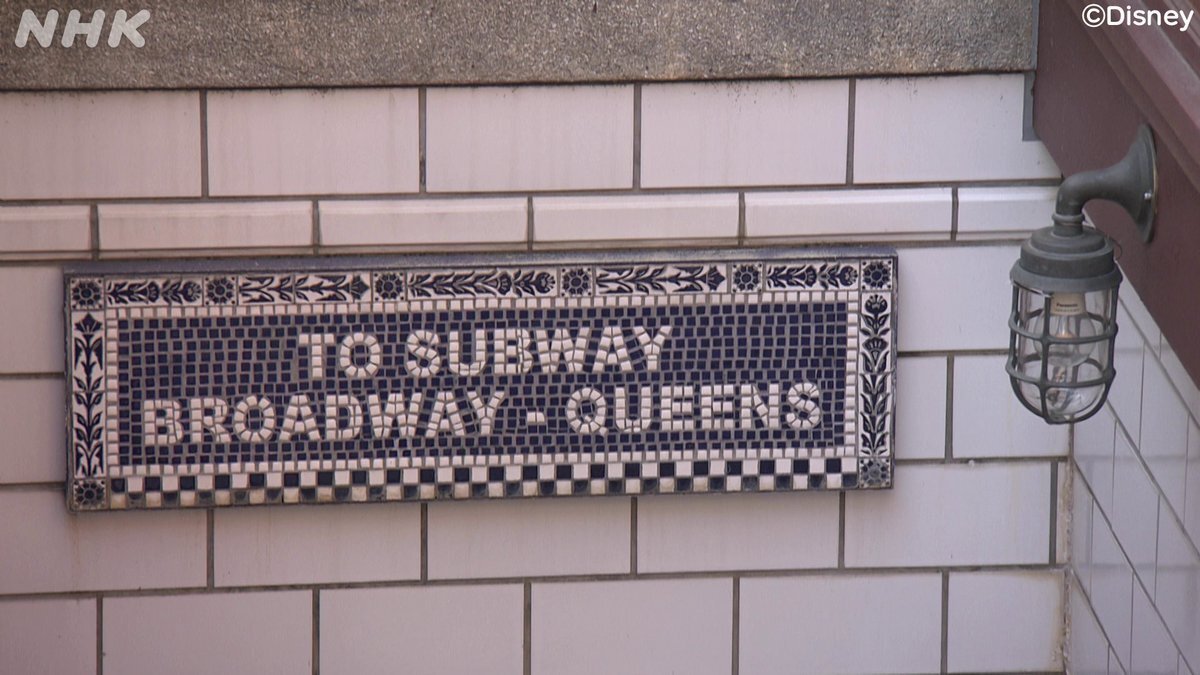 NHK
©Disney
TO SUBWAY
BROADWAY - QUEENS